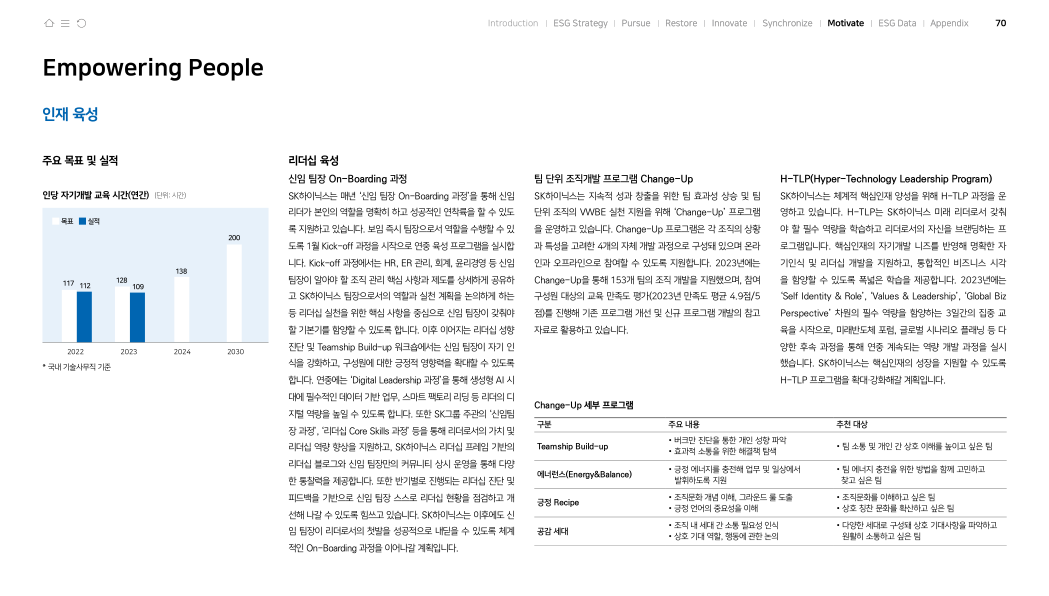 Introduction | ESG Strategy | Pursue | Restore | Innovate | Synchronize | Motivate | ESG Data | Appendix 70
Empowering People
인재 육성
주요 목표 및 실적
인당 자기개발 교육 시간(연간) (단위: 시간)
목표 실적
117 112 128 109 138 200
2022 2023 2024 2030
* 국내 기술사무직 기준
리더십 육성
신임 팀장 On-Boarding 과정
SK하이닉스는 매년 '신임 팀장 On-Boarding 과정'을 통해 신임
리더가 본인의 역할을 명확히 하고 성공적인 연착륙을 할 수 있도
록 지원하고 있습니다. 보임 즉시 팀장으로서 역할을 수행할 수 있
도록 1월 Kick-off 과정을 시작으로 연중 육성 프로그램을 실시합
니다. Kick-off 과정에서는 HR, ER 관리, 회계, 윤리경영 등 신임
팀장이 알아야 할 조직 관리 핵심 사항과 제도를 상세하게 공유하
고 SK하이닉스 팀장으로서의 역할과 실천 계획을 논의하게 하는
등 리더십 실천을 위한 핵심 사항을 중심으로 신임 팀장이 갖춰야
할 기본기를 함양할 수 있도록 합니다. 이후 이어지는 리더십 성향
진단 및 Teamship Build-up 워크숍에서는 신임 팀장이 자기 인
식을 강화하고, 구성원에 대한 긍정적 영향력을 확대할 수 있도록
합니다. 연중에는 'Digital Leadership 과정'을 통해 생성형 AI 시
대에 필수적인 데이터 기반 업무, 스마트 팩토리 리딩 등 리더의 디
지털 역량을 높일 수 있도록 합니다. 또한 SK그룹 주관의 '신임팀
장 과정', '리더십 Core Skills 과정' 등을 통해 리더로서의 가치 및
리더십 역량 향상을 지원하고, SK하이닉스 리더십 프레임 기반의
리더십 블로그와 신임 팀장만의 커뮤니티 상시 운영을 통해 다양
한 통찰력을 제공합니다. 또한 반기별로 진행되는 리더십 진단 및
피드백을 기반으로 신임 팀장 스스로 리더십 현황을 점검하고 개
선해 나갈 수 있도록 힘쓰고 있습니다. SK하이닉스는 이후에도 신
임 팀장이 리더로서의 첫발을 성공적으로 내딛을 수 있도록 체계
적인 On-Boarding 과정을 이어나갈 계획입니다.
팀 단위 조직개발 프로그램 Change-Up
SK하이닉스는 지속적 성과 창출을 위한 팀 효과성 상승 및 팀
단위 조직의 VWBE 실천 지원을 위해 'Change-Up' 프로그램
을 운영하고 있습니다. Change-Up 프로그램은 각 조직의 상황
과 특성을 고려한 4개의 자체 개발 과정으로 구성돼 있으며 온라
인과 오프라인으로 참여할 수 있도록 지원합니다. 2023년에는
Change-Up을 통해 153개 팀의 조직 개발을 지원했으며, 참여
구성원 대상의 교육 만족도 평가(2023년 만족도 평균 4.9점/5
점)를 진행해 기존 프로그램 개선 및 신규 프로그램 개발의 참고
자료로 활용하고 있습니다.
H-TLP(Hyper-Technology Leadership Program)
SK하이닉스는 체계적 핵심인재 양성을 위해 H-TLP 과정을 운
영하고 있습니다. H-TLP는 SK하이닉스 미래 리더로서 갖춰
야 할 필수 역량을 학습하고 리더로서의 자신을 브랜딩하는 프
로그램입니다. 핵심인재의 자기개발 니즈를 반영해 명확한 자
기인식 및 리더십 개발을 지원하고, 통합적인 비즈니스 시각
을 함양할 수 있도록 폭넓은 학습을 제공합니다. 2023년에는
'Self Identity & Role', 'Values & Leadership', 'Global Biz
Perspective' 차원의 필수 역량을 함양하는 3일간의 집중 교
육을 시작으로, 미래반도체 포럼, 글로벌 시나리오 플래닝 등 다
양한 후속 과정을 통해 연중 계속되는 역량 개발 과정을 실시
했습니다. SK하이닉스는 핵심인재의 성장을 지원할 수 있도록
H-TLP 프로그램을 확대·강화해갈 계획입니다.
Change-Up 세부 프로그램
구분 주요 내용 추천 대상
Teamship Build-up
• 버크만 진단을 통한 개인 성향 파악
• 효과적 소통을 위한 해결책 탐색
• 팀 소통 및 개인 간 상호 이해를 높이고 싶은 팀
에너런스(Energy&Balance)
• 긍정 에너지를 충전해 업무 및 일상에서
발휘하도록 지원
• 팀 에너지 충전을 위한 방법을 함께 고민하고
찾고 싶은 팀
긍정 Recipe
• 조직문화 개념 이해, 그라운드 룰 도출
• 긍정 언어의 중요성을 이해
• 조직문화를 이해하고 싶은 팀
• 상호 칭찬 문화를 확산하고 싶은 팀
공감 세대
• 조직 내 세대 간 소통 필요성 인식
• 상호 기대 역할, 행동에 관한 논의
• 다양한 세대로 구성돼 상호 기대사항을 파악하고
원활히 소통하고 싶은 팀